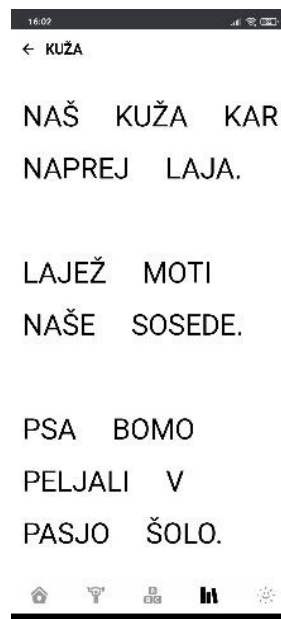 16:02
← KUŽA
NAŠ KUŽA KAR
NAPREJ LAJA.
LAJEŽ MOTI
NAŠE SOSEDE.
PSA BOMO
PELJALI V
PASJO ŠOLO.